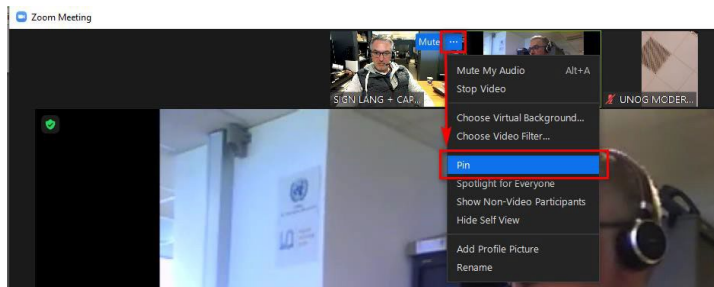 Zoom Meeting
Mute
SIGN LANG + CAP...
UNOG MODER...
Mute My Audio Alt+A
Stop Video
Choose Virtual Background...
Choose Video Filter...
Pin
Spotlight for Everyone
Show Non-Video Participants
Hide Self View
Add Profile Picture
Rename